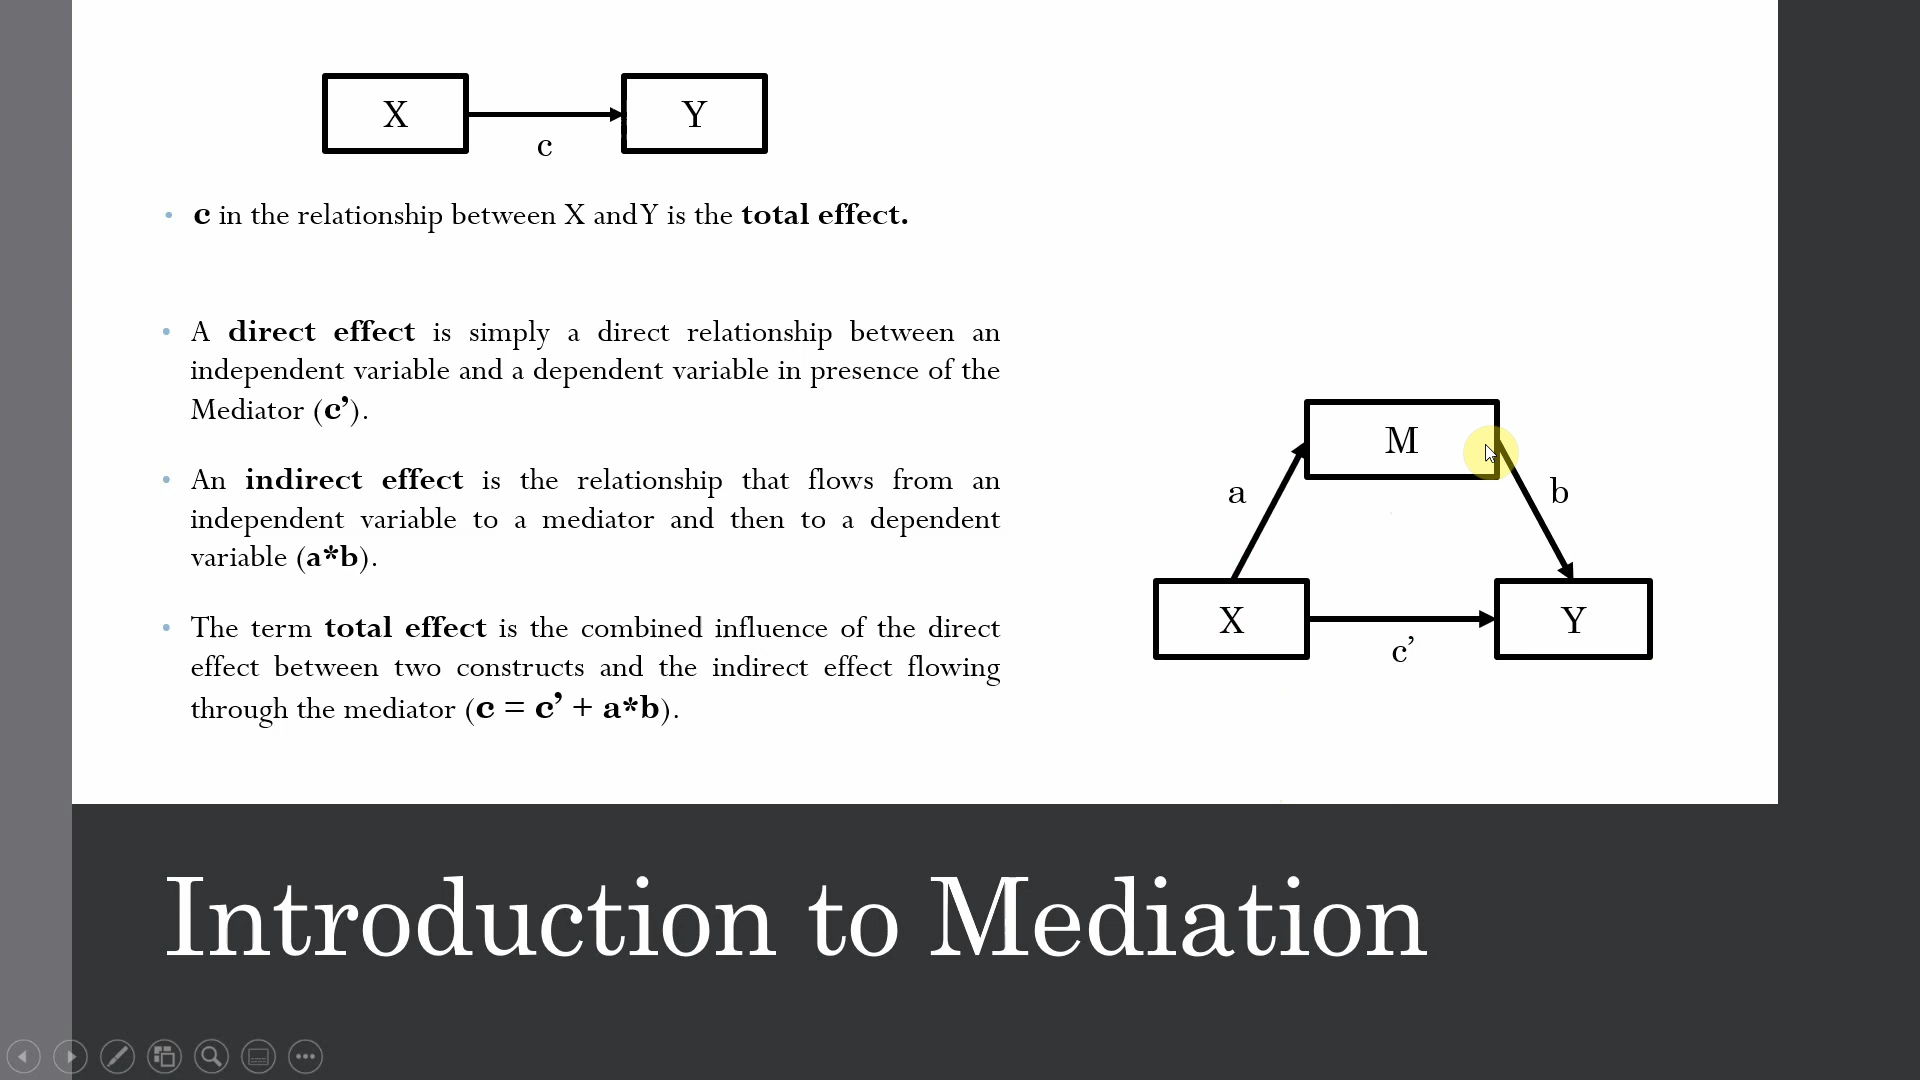 X
Y
c
• c in the relationship between X and Y is the total effect.
• A direct effect is simply a direct relationship between an
independent variable and a dependent variable in presence of the
Mediator (c’).
• An indirect effect is the relationship that flows from an
independent variable to a mediator and then to a dependent
variable (a*b).
• The term total effect is the combined influence of the direct
effect between two constructs and the indirect effect flowing
through the mediator (c = c’ + a*b).
M
a
b
X
Y
c’
Introduction to Mediation